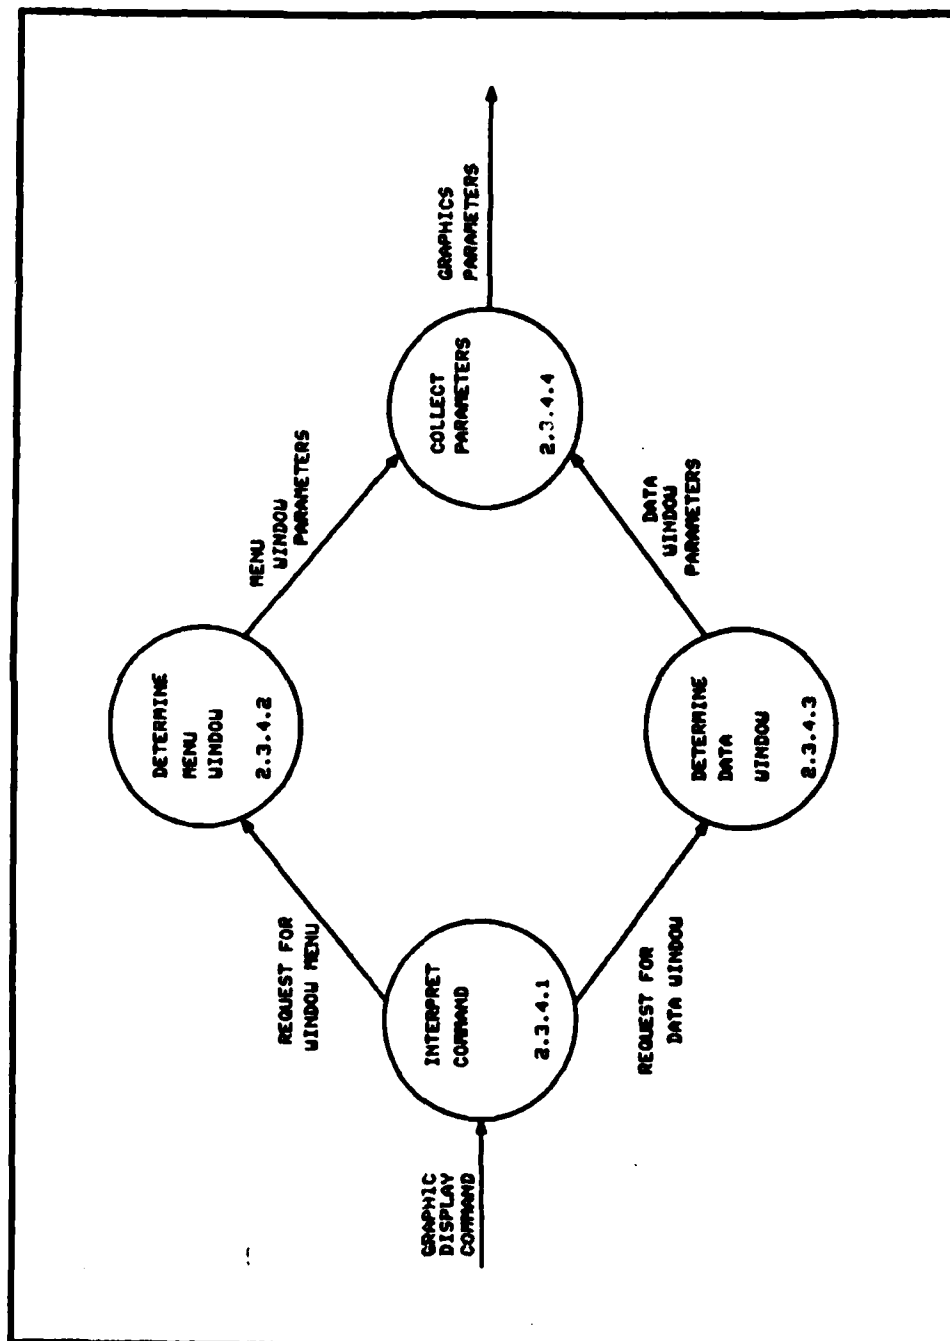 GRAPHIC
DISPLAY
COMMAND
INTERPRET
COMMAND
2.3.4.1
REQUEST FOR
WINDOW MENU
REQUEST FOR
DATA WINDOW
DETERMINE
MENU
WINDOW
2.3.4.2
DETERMINE
DATA
WINDOW
2.3.4.3
MENU
WINDOW
PARAMETERS
DATA
WINDOW
PARAMETERS
COLLECT
PARAMETERS
2.3.4.4
GRAPHICS
PARAMETERS